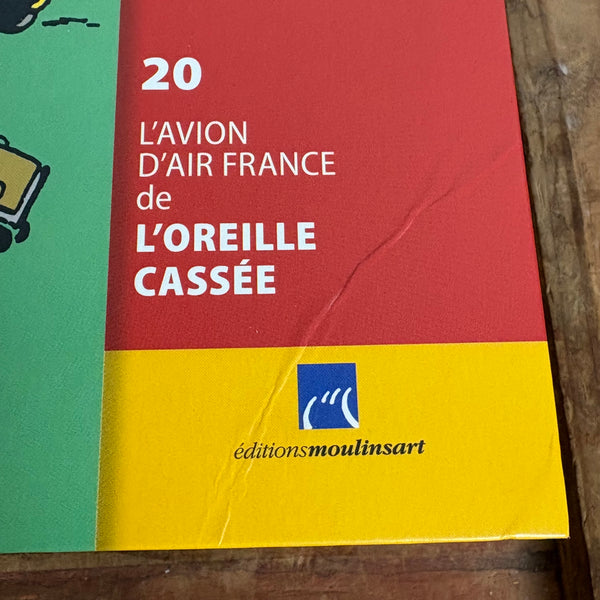 20
L'AVION
D'AIR FRANCE
de
L'OREILLE
CASSÉE
éditionsmoulinsart